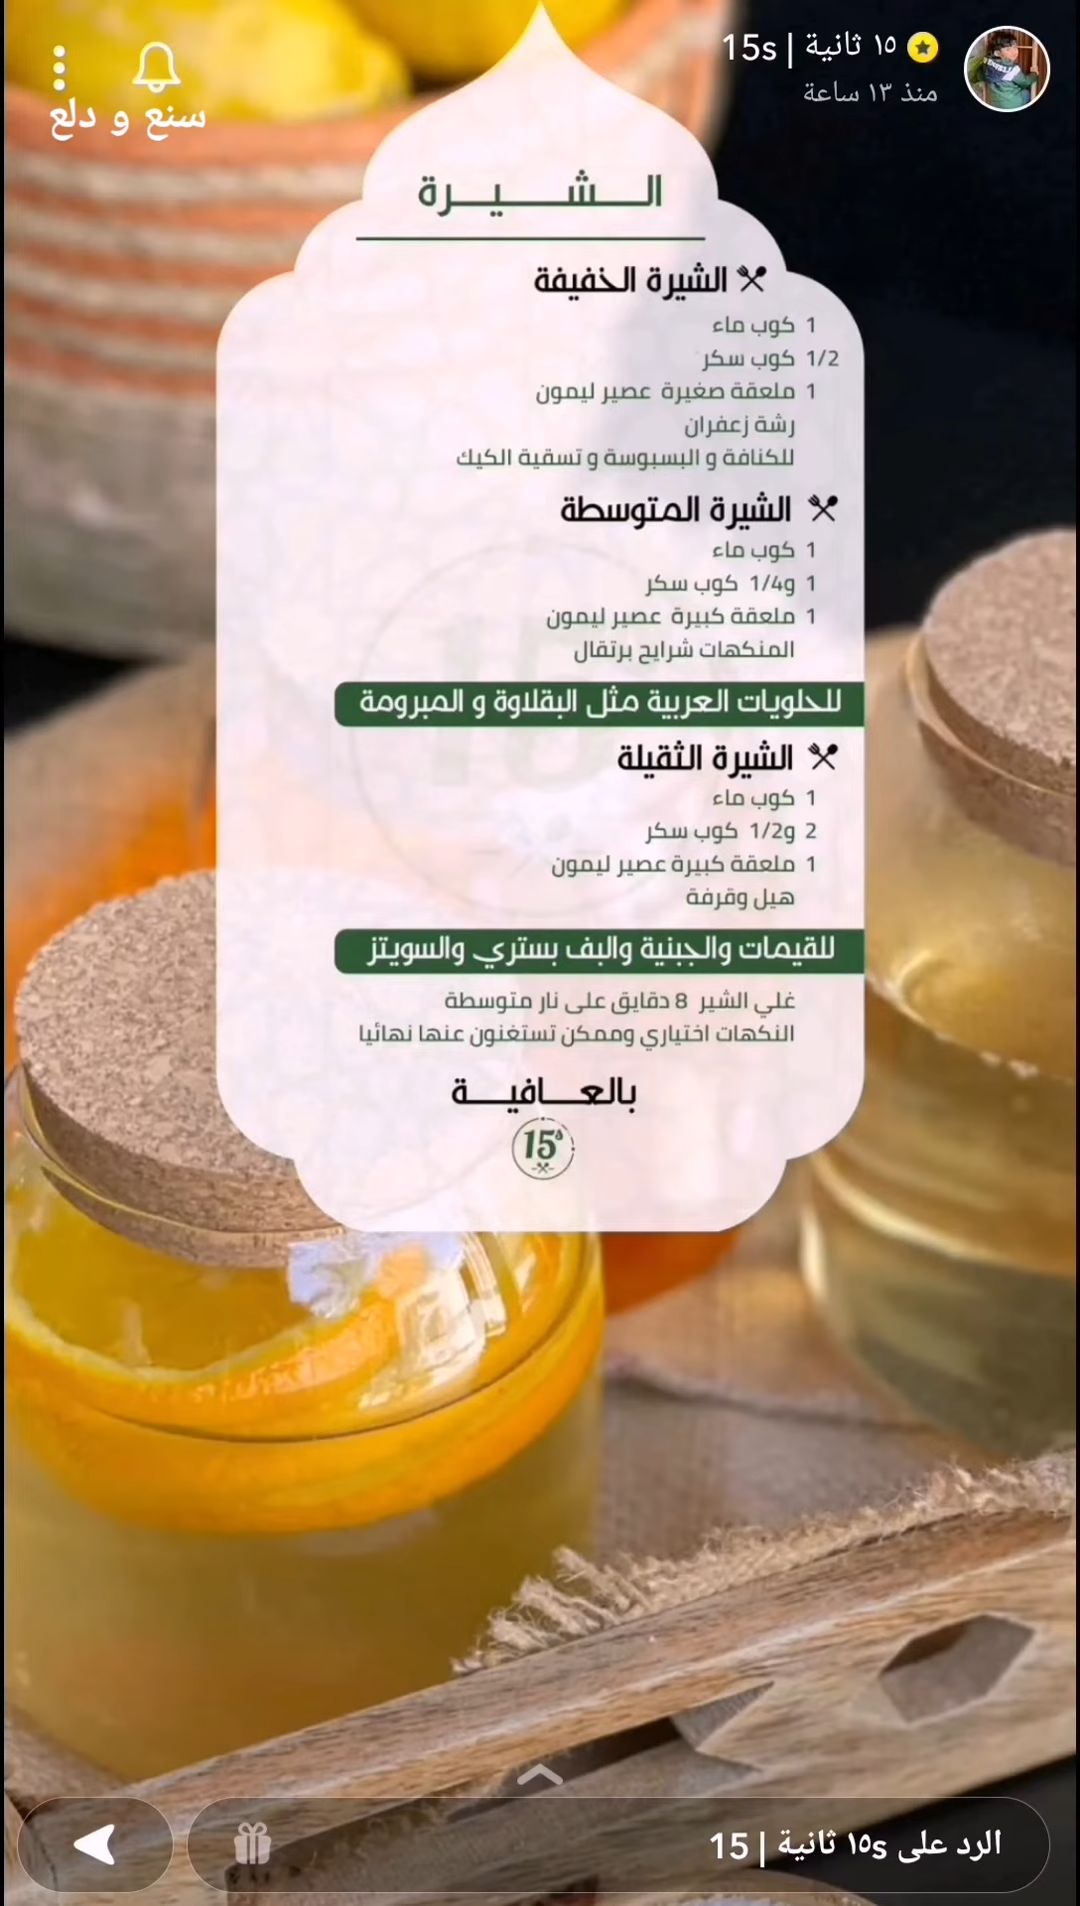 ١٥ ثانية | 15s
منذ ١٣ ساعة
سنع و دلع
الـــشـــيـــرة
الشيرة الخفيفة
1 كوب ماء
1/2 كوب سكر
1 ملعقة صغيرة عصير ليمون
رشة زعفران
للكنافة و البسبوسة و تسقية الكيك
الشيرة المتوسطة
1 كوب ماء
1 و1/4 كوب سكر
1 ملعقة كبيرة عصير ليمون
المنكهات شرايح برتقال
للحلويات العربية مثل البقلاوة و المبرومة
الشيرة الثقيلة
1 كوب ماء
2 و1/2 كوب سكر
1 ملعقة كبيرة عصير ليمون
هيل وقرفة
للقيمات والجبنية والبف بستري والسويتز
غلي الشير 8 دقايق على نار متوسطة
النكهات اختياري وممكن تستغنون عنها نهائيا
بالعـــافيـــة
15
الرد على ١٥s ثانية | 15